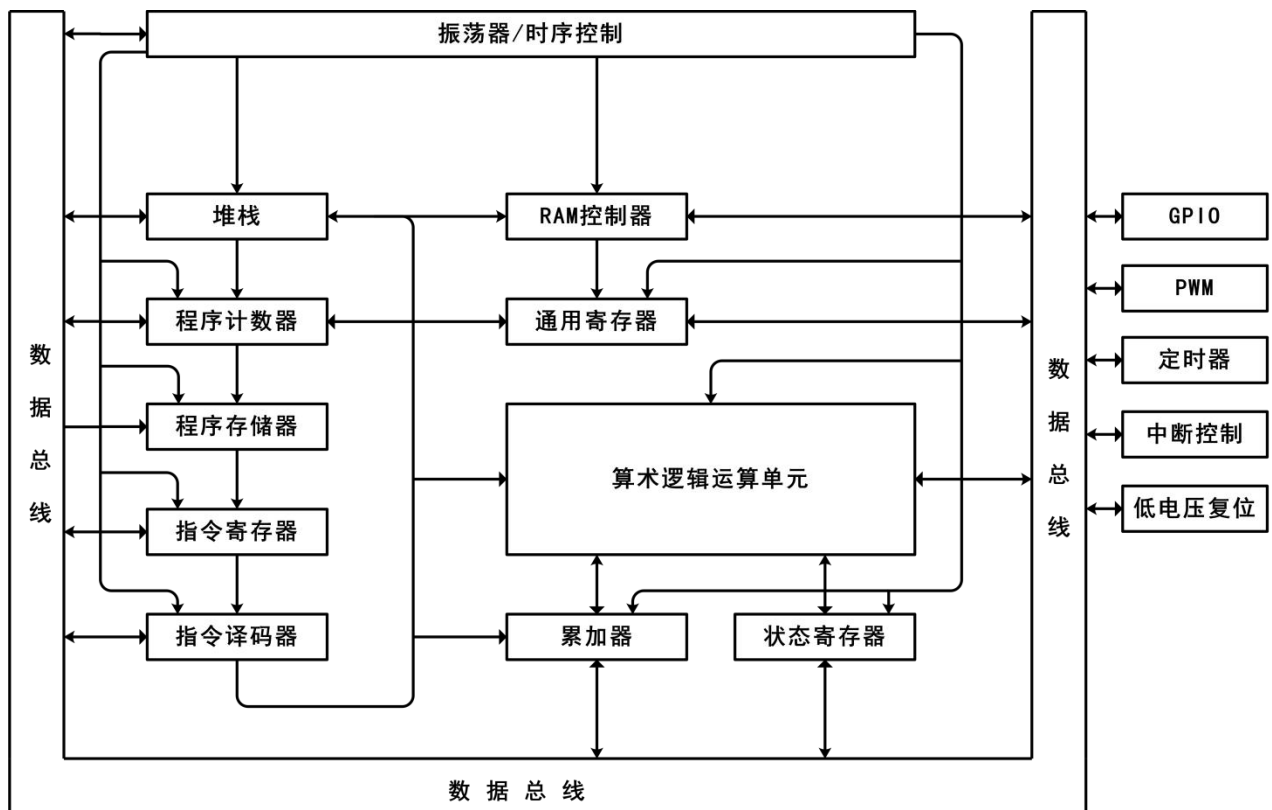 振荡器/时序控制
堆栈
RAM控制器
GPIO
PWM
程序计数器
通用寄存器
定时器
程序存储器
中断控制
算术逻辑运算单元
低电压复位
指令寄存器
指令译码器
累加器
状态寄存器
数据总线
数据总线
数据总线